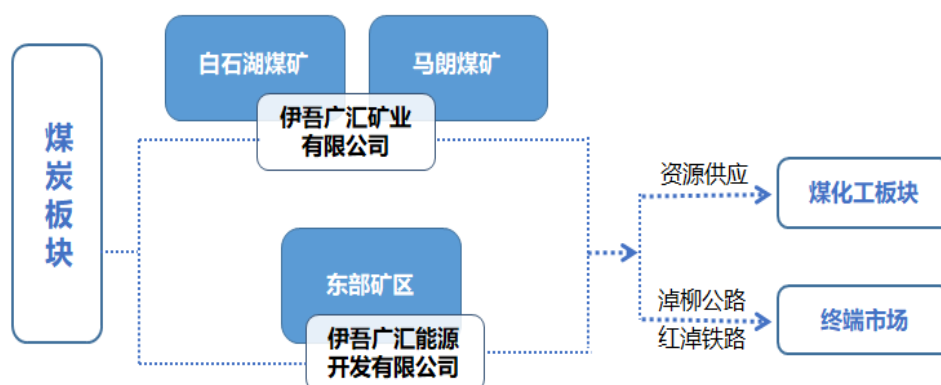 煤炭板块
白石湖煤矿
马朗煤矿
伊吾广汇矿业
有限公司
东部矿区
伊吾广汇能源
开发有限公司
资源供应
煤化工板块
淖柳公路
红淖铁路
终端市场